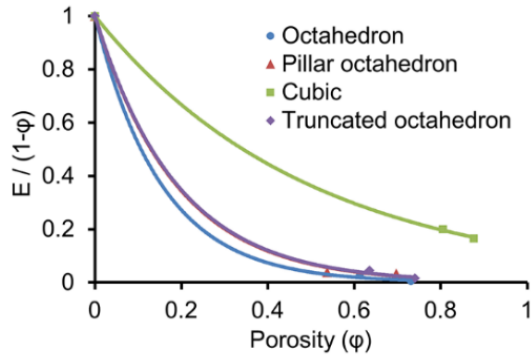 1
0.8
0.6
0.4
0.2
0
E / (1-φ)
Octahedron
Pillar octahedron
Cubic
Truncated octahedron
0 0.2 0.4 0.6 0.8 1
Porosity (φ)